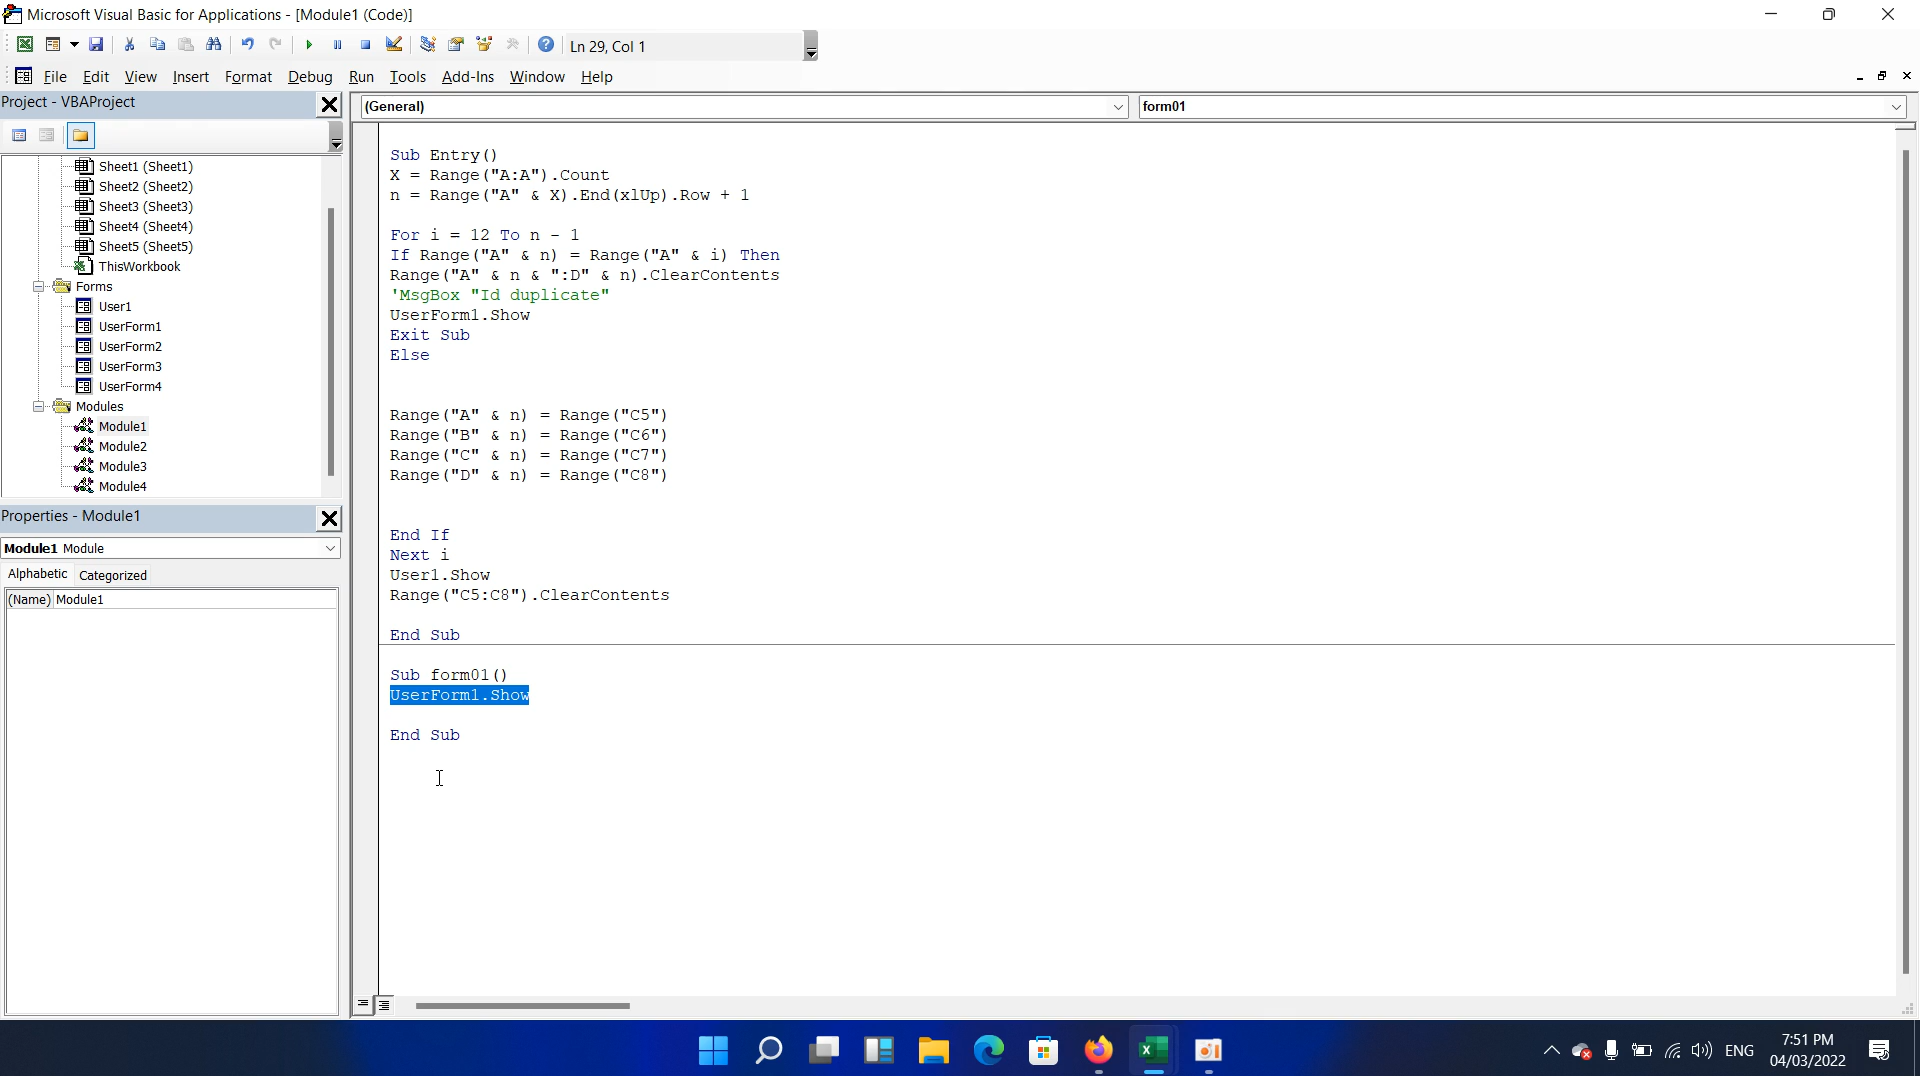 Microsoft Visual Basic for Applications - [Module1 (Code)]
Ln 29, Col 1
File Edit View Insert Format Debug Run Tools Add-Ins Window Help
Project - VBAProject
(General)
form01
Sheet1 (Sheet1)
Sheet2 (Sheet2)
Sheet3 (Sheet3)
Sheet4 (Sheet4)
Sheet5 (Sheet5)
ThisWorkbook
Forms
User1
UserForm1
UserForm2
UserForm3
UserForm4
Modules
Module1
Module2
Module3
Module4
Properties - Module1
Module1 Module
Alphabetic Categorized
(Name) Module1
Sub Entry()
X = Range("A:A").Count
n = Range("A" & X).End(xlUp).Row + 1
For i = 12 To n - 1
If Range("A" & n) = Range("A" & i) Then
Range("A" & n & ":D" & n).ClearContents
'MsgBox "Id duplicate"
UserForm1.Show
Exit Sub
Else
Range("A" & n) = Range("C5")
Range("B" & n) = Range("C6")
Range("C" & n) = Range("C7")
Range("D" & n) = Range("C8")
End If
Next i
User1.Show
Range("C5:C8").ClearContents
End Sub
Sub form01()
UserForm1.Show
End Sub
ENG
7:51 PM
04/03/2022